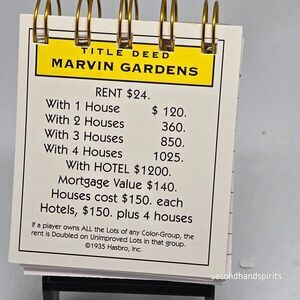 TITLE DEED
MARVIN GARDENS
RENT $24.
With 1 House $ 120.
With 2 Houses 360.
With 3 Houses 850.
With 4 Houses 1025.
With HOTEL $1200.
Mortgage Value $140.
Houses cost $150. each
Hotels, $150. plus 4 houses
If a player owns ALL the Lots of any Color-Group, the
rent is Doubled on Unimproved Lots in that group.
©1935 Hasbro, Inc.
secondhandspirits